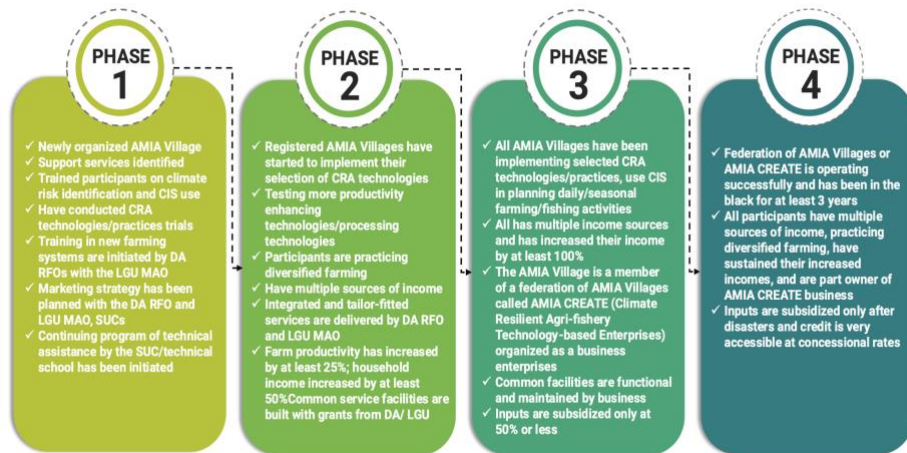 PHASE
1
✓ Newly organized AMIA Village
✓ Support services identified
✓ Trained participants on climate
risk identification and CIS use
✓ Have conducted CRA
technologies/practices trials
✓ Training in new farming
systems are initiated by DA
RFOs with the LGU MAO
✓ Marketing strategy has been
planned with the DA RFO and
LGU MAO, SUCs
✓ Continuing program of technical
assistance by the SUC/technical
school has been initiated
PHASE
2
✓ Registered AMIA Villages have
started to implement their
selection of CRA technologies
✓ Testing more productivity
enhancing
technologies/processing
technologies
✓ Participants are practicing
diversified farming
✓ Have multiple sources of income
✓ Integrated and tailor-fitted
services are delivered by DA RFO
and LGU MAO
✓ Farm productivity has increased
by at least 25%; household
income increased by at least
50%Common service facilities are
built with grants from DA/ LGU
PHASE
3
✓ All AMIA Villages have been
implementing selected CRA
technologies/practices, use CIS
in planning daily/seasonal
farming/fishing activities
✓ All has multiple income sources
and has increased their income
by at least 100%
✓ The AMIA Village is a member
of a federation of AMIA Villages
called AMIA CREATE (Climate
Resilient Agri-fishery
Technology-based Enterprises)
organized as a business
enterprises
✓ Common facilities are functional
and maintained by business
✓ Inputs are subsidized only at
50% or less
PHASE
4
✓ Federation of AMIA Villages or
AMIA CREATE is operating
successfully and has been in the
black for at least 3 years
✓ All participants have multiple
sources of income, practicing
diversified farming, have
sustained their increased
incomes, and are part owner of
AMIA CREATE business
✓ Inputs are subsidized only after
disasters and credit is very
accessible at concessional rates